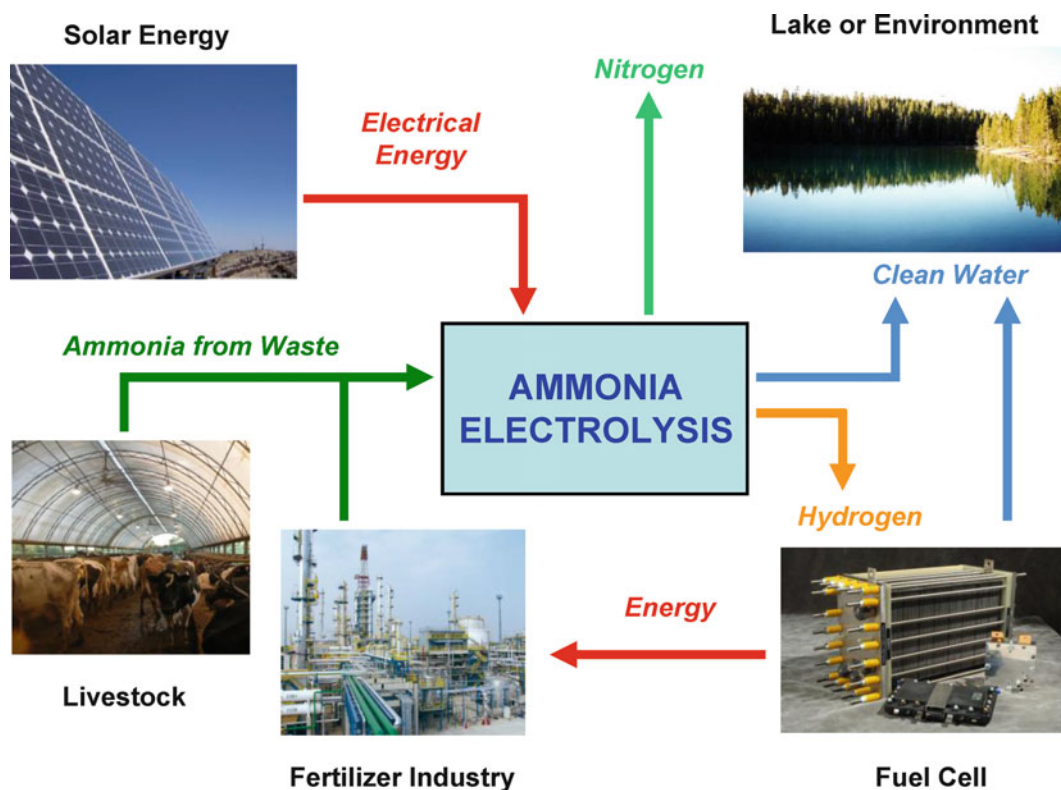 Solar Energy
Lake or Environment
Nitrogen
Electrical
Energy
Clean Water
Ammonia from Waste
AMMONIA
ELECTROLYSIS
Hydrogen
Energy
Livestock
Fertilizer Industry
Fuel Cell